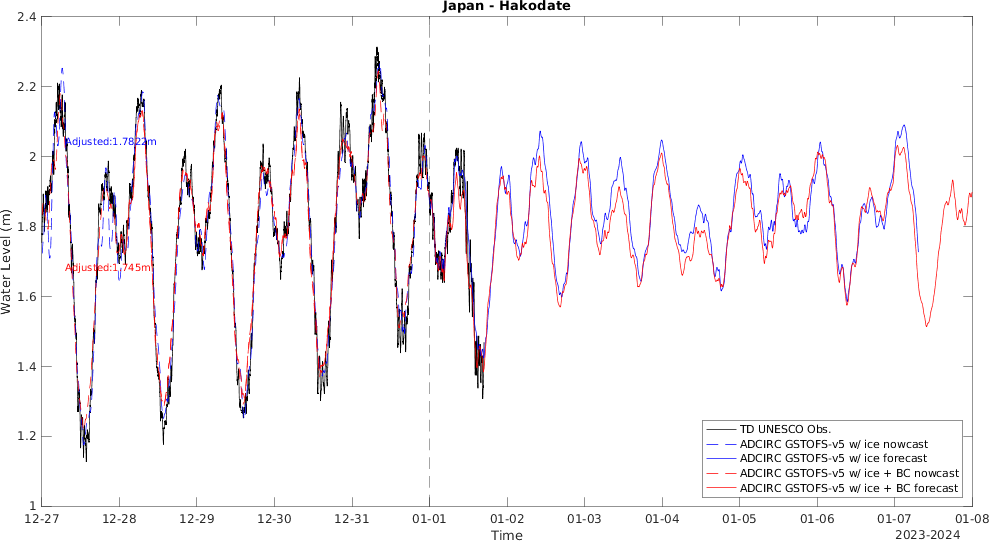 Japan - Hakodate
2.4
2.2
2
1.8
1.6
1.4
1.2
1
Water Level (m)
Adjusted:1.7822m
Adjusted:1.745m
TD UNESCO Obs.
ADCIRC GSTOFS-v5 w/ ice nowcast
ADCIRC GSTOFS-v5 w/ ice forecast
ADCIRC GSTOFS-v5 w/ ice + BC nowcast
ADCIRC GSTOFS-v5 w/ ice + BC forecast
12-27 12-28 12-29 12-30 12-31 01-01 01-02 01-03 01-04 01-05 01-06 01-07 01-08
Time
2023-2024